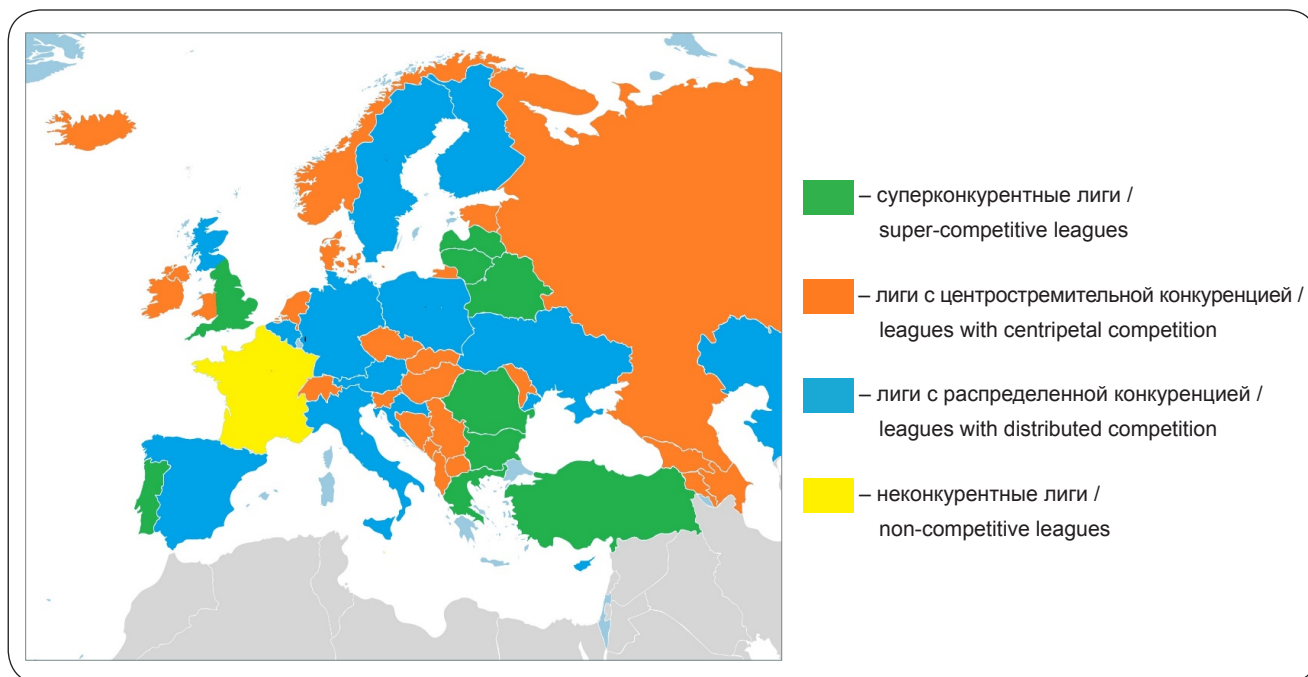 – суперконкурентные лиги /
super-competitive leagues
– лиги с центростремительной конкуренцией /
leagues with centripetal competition
– лиги с распределенной конкуренцией /
leagues with distributed competition
– неконкурентные лиги /
non-competitive leagues